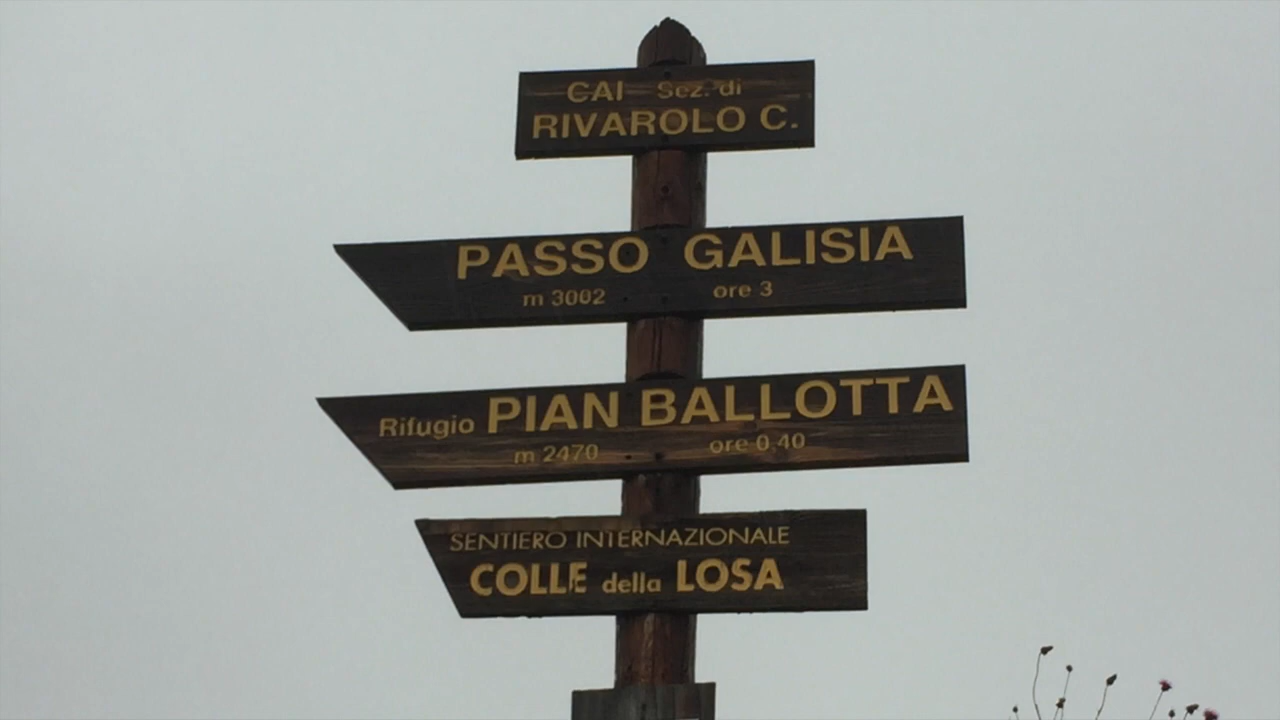 CAI Sez. di
RIVAROLO C.
PASSO GALISIA
m 3002 ore 3
Rifugio PIAN BALLOTTA
m 2470 ore 0,40
SENTIERO INTERNAZIONALE
COLLE della LOSA